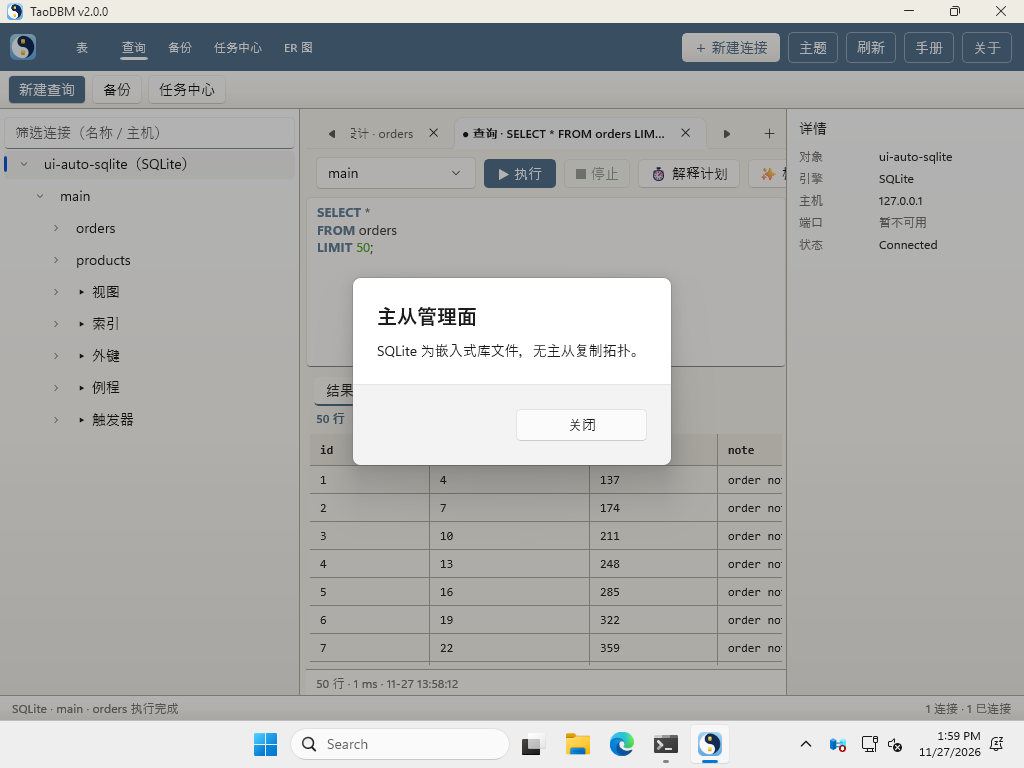 TaoDBM v2.0.0
表
查询
备份
任务中心
ER 图
+ 新建连接
主题
刷新
手册
关于
新建查询
备份
任务中心
筛选连接（名称 / 主机）
ui-auto-sqlite（SQLite）
main
orders
products
视图
索引
外键
例程
触发器
设计 · orders
● 查询 · SELECT * FROM orders LIM...
main
执行
停止
解释计划
SELECT *
FROM orders
LIMIT 50;
主从管理面
SQLite 为嵌入式库文件，无主从复制拓扑。
关闭
结果
50 行
id note
1 4 137 order no
2 7 174 order no
3 10 211 order no
4 13 248 order no
5 16 285 order no
6 19 322 order no
7 22 359 order no
50 行 · 1 ms · 11-27 13:58:12
详情
对象 ui-auto-sqlite
引擎 SQLite
主机 127.0.0.1
端口 暂不可用
状态 Connected
SQLite · main · orders 执行完成
1 连接 · 1 已连接
Search
1:59 PM
11/27/2026